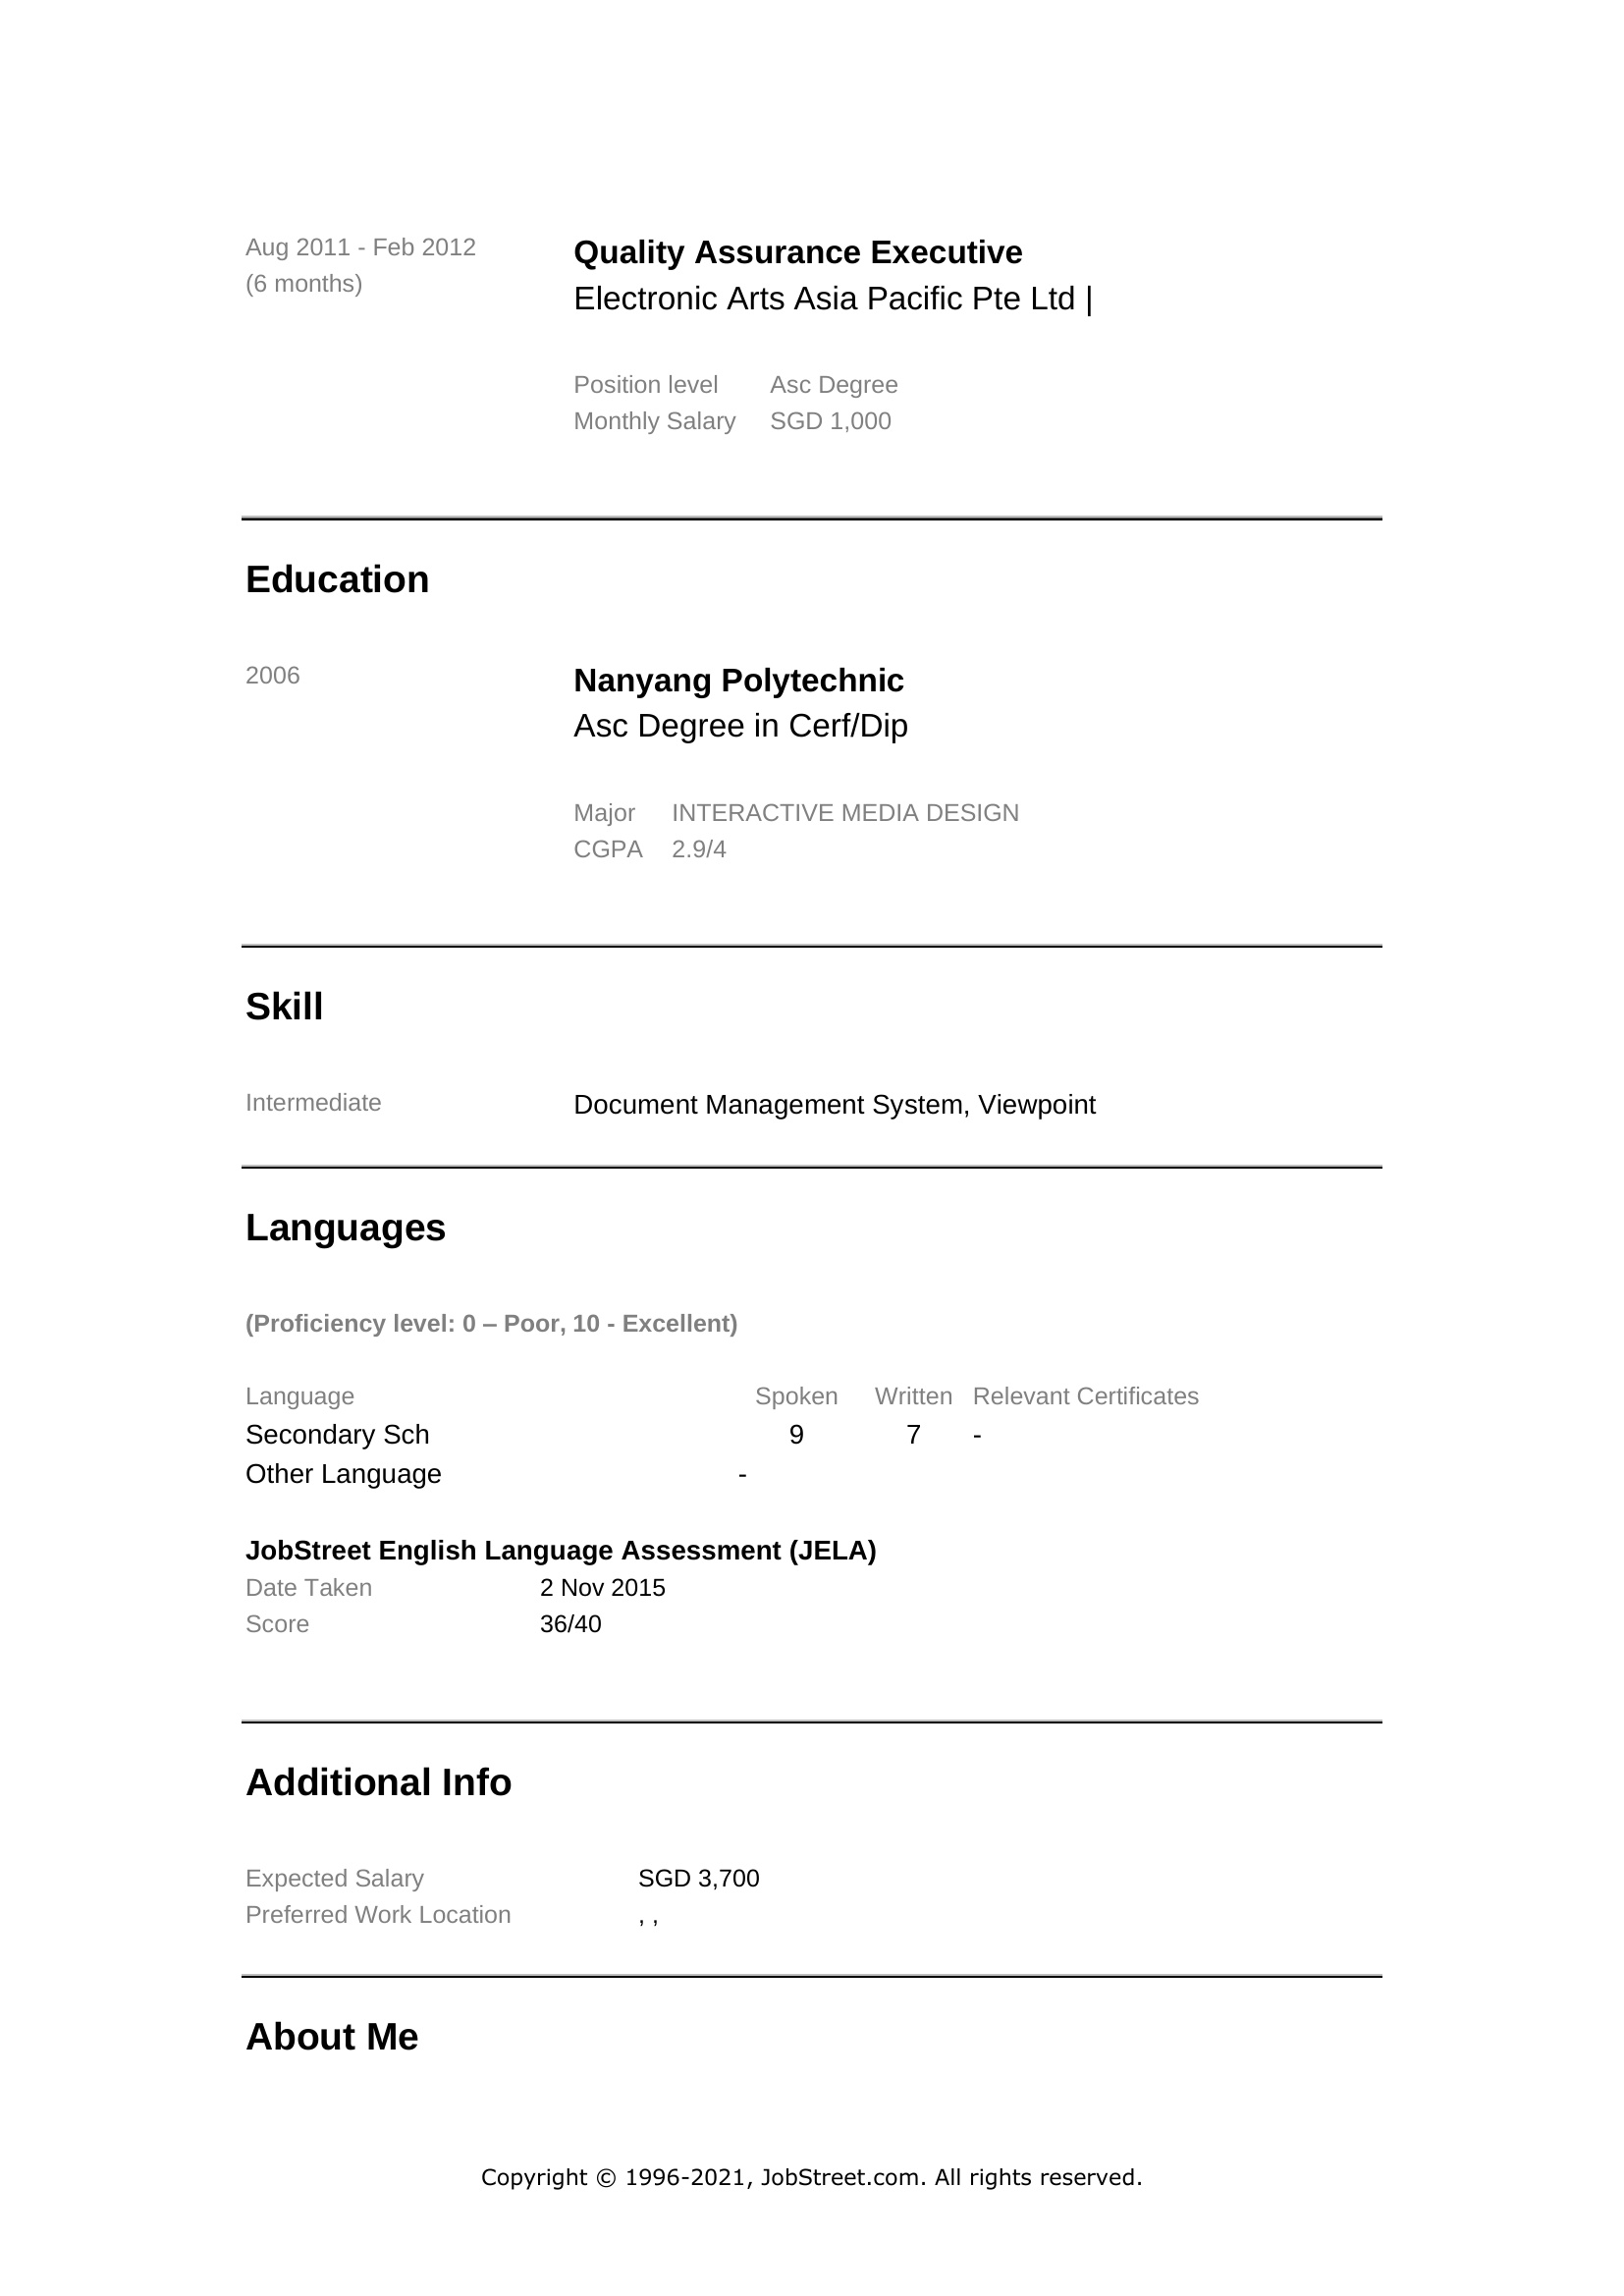 Aug 2011 - Feb 2012 Quality Assurance Executive
(6 months) Electronic Arts Asia Pacific Pte Ltd |
Position level Asc Degree
Monthly Salary SGD 1,000
Education
2006 Nanyang Polytechnic
Asc Degree in Cerf/Dip
Major INTERACTIVE MEDIA DESIGN
CGPA 2.9/4
Skill
Intermediate Document Management System, Viewpoint
Languages
(Proficiency level: 0 – Poor, 10 - Excellent)
Language Spoken Written Relevant Certificates
Secondary Sch 9 7 -
Other Language -
JobStreet English Language Assessment (JELA)
Date Taken 2 Nov 2015
Score 36/40
Additional Info
Expected Salary SGD 3,700
Preferred Work Location , ,
About Me
Copyright © 1996-2021, JobStreet.com. All rights reserved.